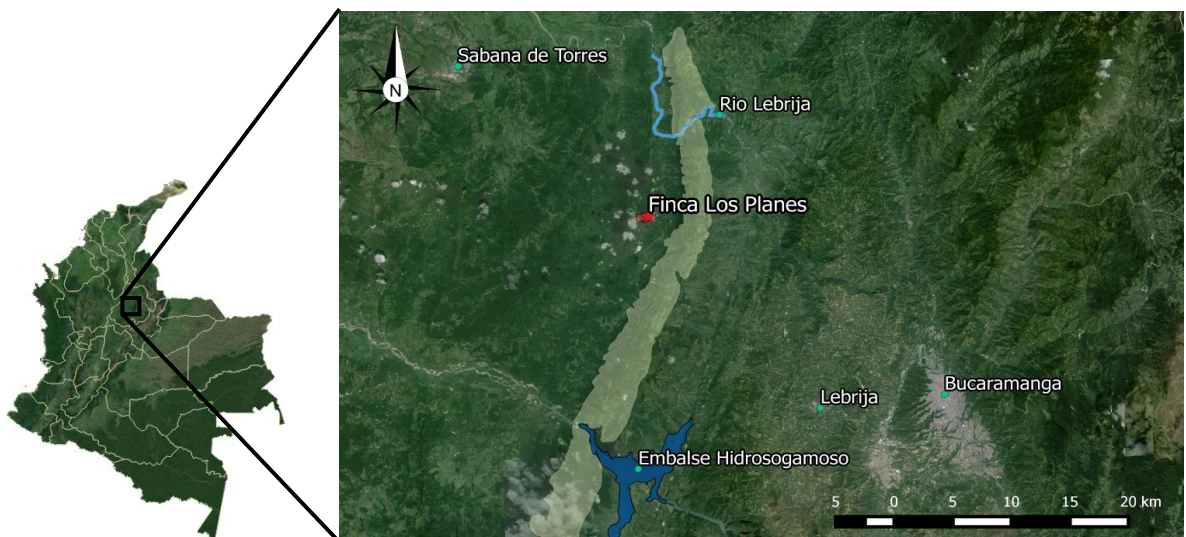 Sabana de Torres
N
Rio Lebrija
Finca Los Planes
Bucaramanga
Lebrija
Embalse Hidrosogamoso
5 0 5 10 15 20 km